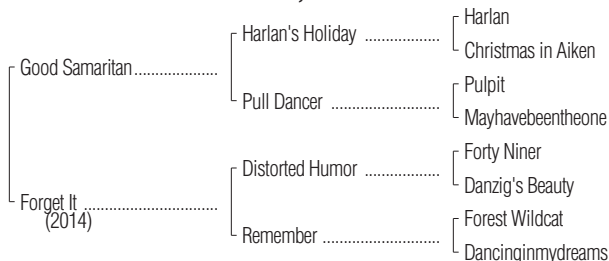 Harlan
Harlan's Holiday ..................
Christmas in Aiken
Good Samaritan....................
Pulpit
Pull Dancer ..........................
Mayhavebeentheone
Forty Niner
Distorted Humor ..................
Danzig's Beauty
Forget It ................................
(2014)
Forest Wildcat
Remember............................
Dancinginmydreams